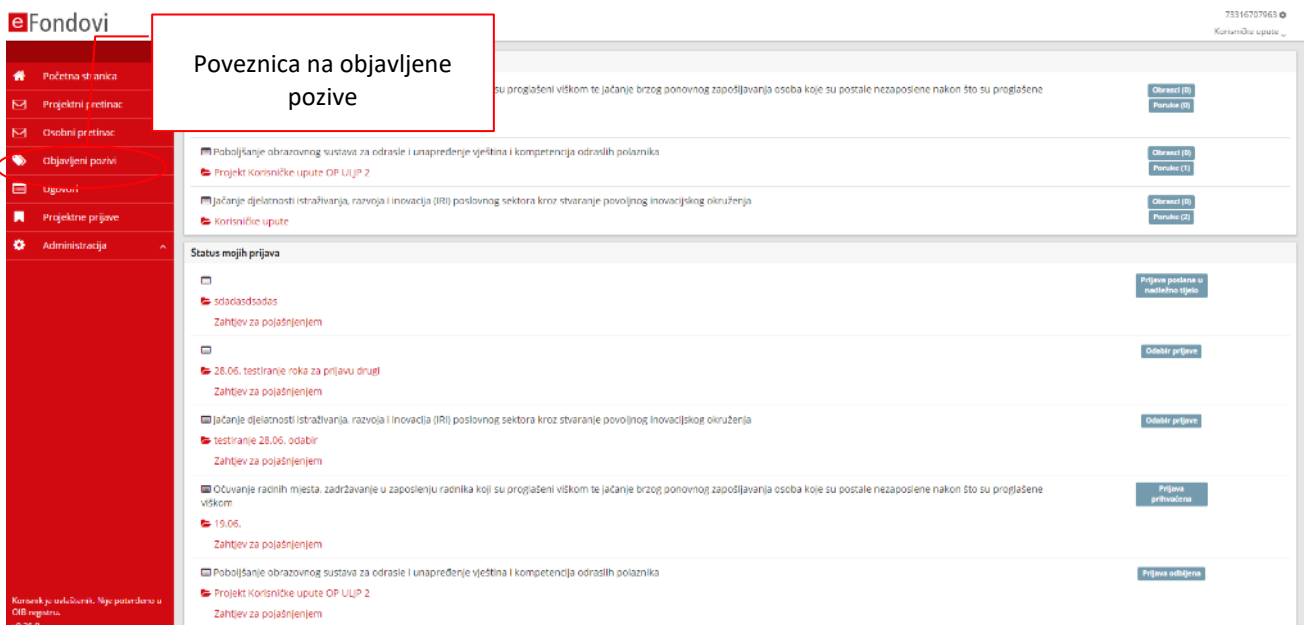 eFondovi
73316707963
Korisničke upute
Poveznica na objavljene
pozive
Početna stranica
Projektni pretinac
Osobni pretinac
Objavljeni pozivi
Ugovori
Projektne prijave
Administracija
su proglašeni viškom te jačanje brzog ponovnog zapošljavanja osoba koje su postale nezaposlene nakon što su proglašene
Obrasci (0)
Poruke (0)
Poboljšanje obrazovnog sustava za odrasle i unapređenje vještina i kompetencija odraslih polaznika
Projekt Korisničke upute OP ULJP 2
Obrasci (0)
Poruke (1)
Jačanje djelatnosti istraživanja, razvoja i inovacija (IRI) poslovnog sektora kroz stvaranje povoljnog inovacijskog okruženja
Korisničke upute
Obrasci (0)
Poruke (2)
Status mojih prijava
sdadasdsadas
Zahtjev za pojašnjenjem
Prijava poslana u
nadležno tijelo
28.06. testiranje roka za prijavu drugi
Zahtjev za pojašnjenjem
Odabir prijave
Jačanje djelatnosti istraživanja, razvoja i inovacija (IRI) poslovnog sektora kroz stvaranje povoljnog inovacijskog okruženja
testiranje 28.06. odabir
Zahtjev za pojašnjenjem
Odabir prijave
Očuvanje radnih mjesta, zadržavanje u zaposlenju radnika koji su proglašeni viškom te jačanje brzog ponovnog zapošljavanja osoba koje su postale nezaposlene nakon što su proglašene
viškom
19.06.
Zahtjev za pojašnjenjem
Prijava
prihvaćena
Poboljšanje obrazovnog sustava za odrasle i unapređenje vještina i kompetencija odraslih polaznika
Projekt Korisničke upute OP ULJP 2
Zahtjev za pojašnjenjem
Prijava odbijena
Korisnik je ovlaštenik. Nije potvrđeno u
OIB registru.